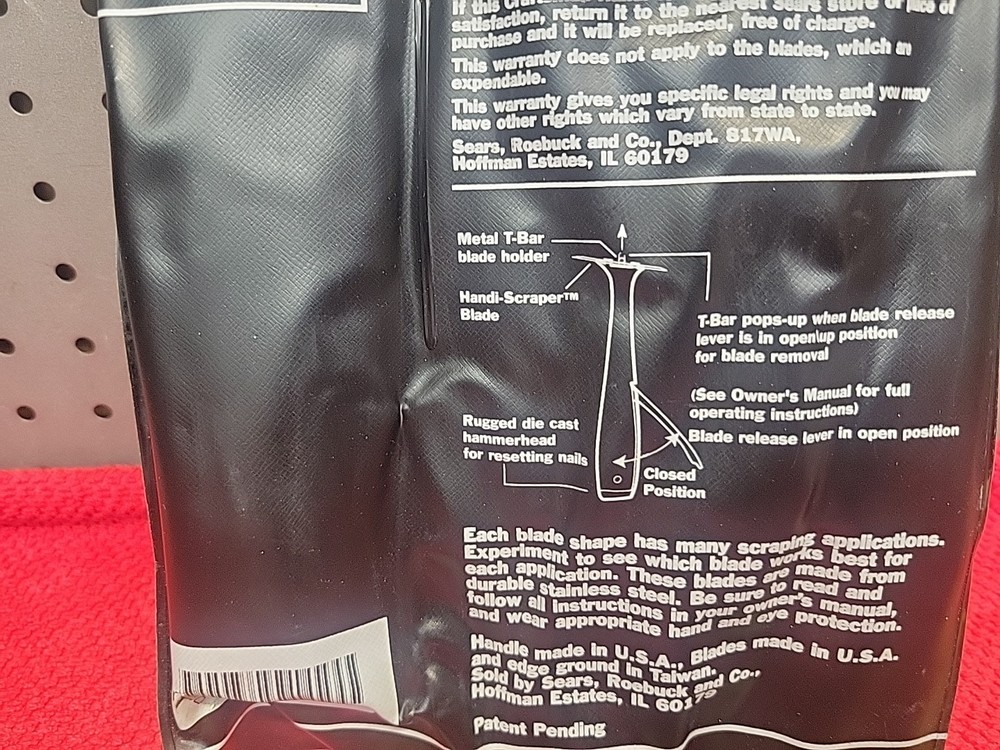 If this
satisfaction, return it to the nearest Sears store or place of
purchase and it will be replaced, free of charge.
This warranty does not apply to the blades, which are
expendable.
This warranty gives you specific legal rights and you may
have other rights which vary from state to state.
Sears, Roebuck and Co., Dept. 817WA,
Hoffman Estates, IL 60179
Metal T-Bar
blade holder
Handi-Scraper™
Blade
T-Bar pops-up when blade release
lever is in open\up position
for blade removal
(See Owner's Manual for full
operating instructions)
Blade release lever in open position
Rugged die cast
hammerhead
for resetting nails
Closed
Position
Each blade shape has many scraping applications.
Experiment to see which blade works best for
each application. These blades are made from
durable stainless steel. Be sure to read and
follow all instructions in your owner's manual,
and wear appropriate hand and eye protection.
Handle made in U.S.A., Blades made in U.S.A.
and edge ground in Taiwan.
Sold by Sears, Roebuck and Co.,
Hoffman Estates, IL 60179
Patent Pending